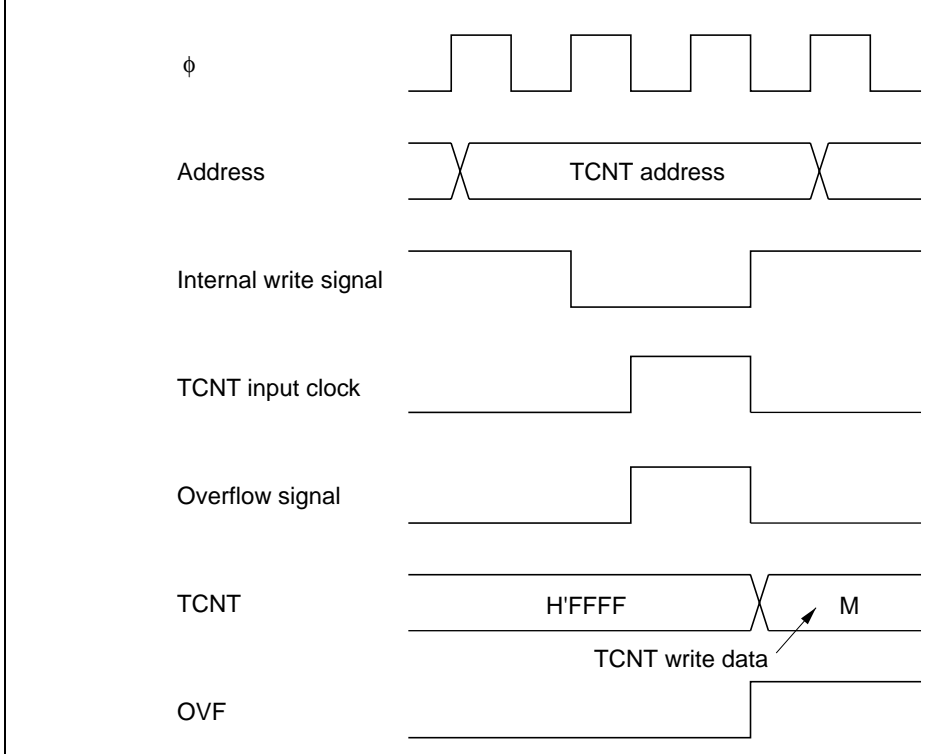 ϕ
Address
TCNT address
Internal write signal
TCNT input clock
Overflow signal
TCNT
H'FFFF
M
TCNT write data
OVF